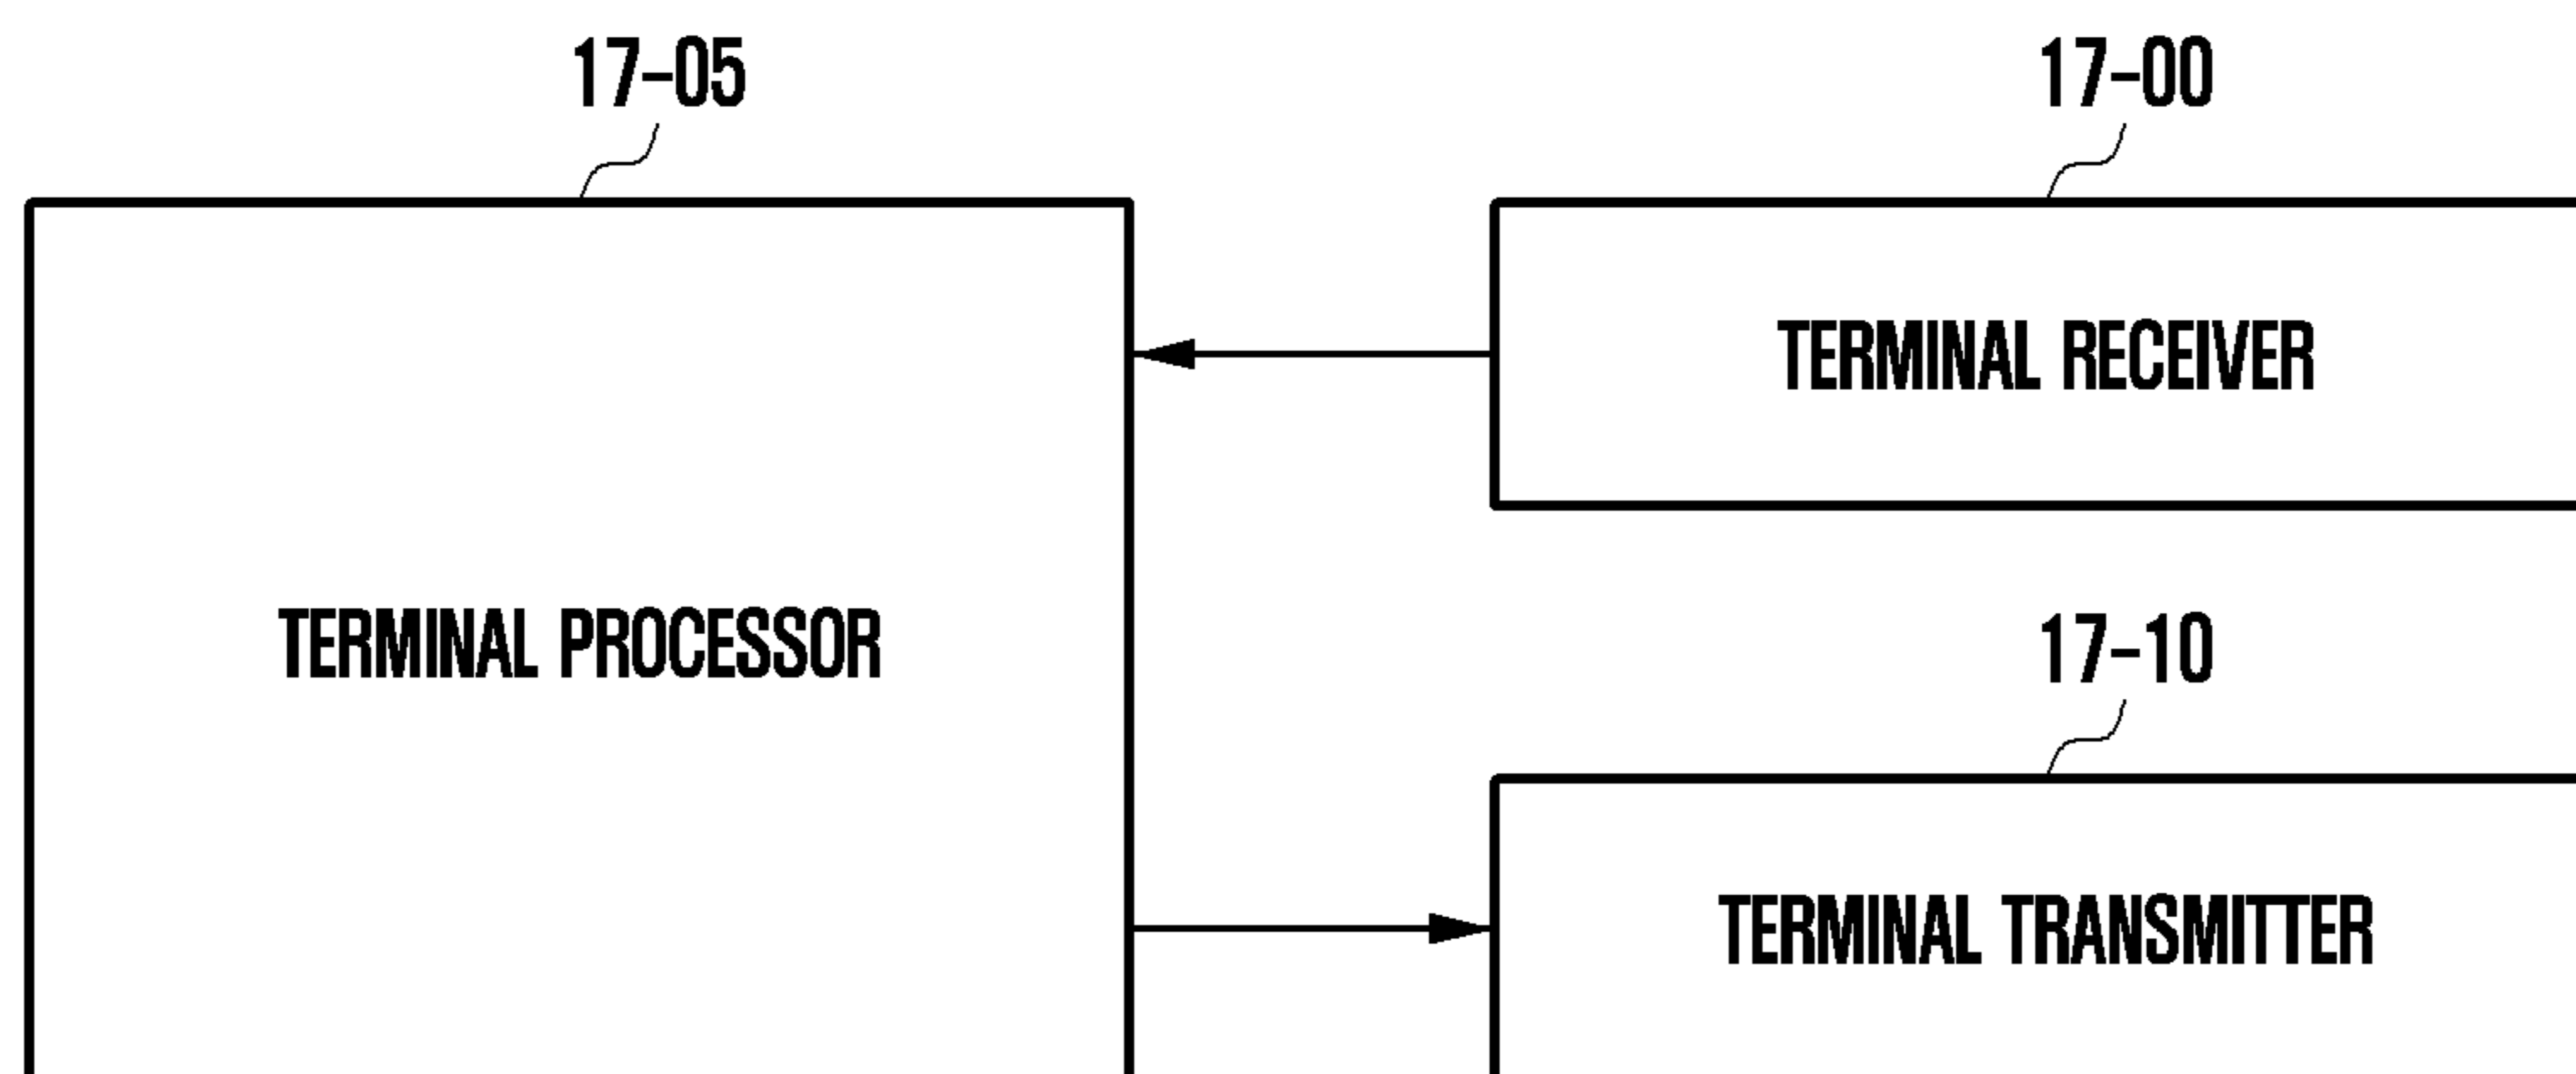 17-05
17-00
TERMINAL RECEIVER
TERMINAL PROCESSOR
17-10
TERMINAL TRANSMITTER